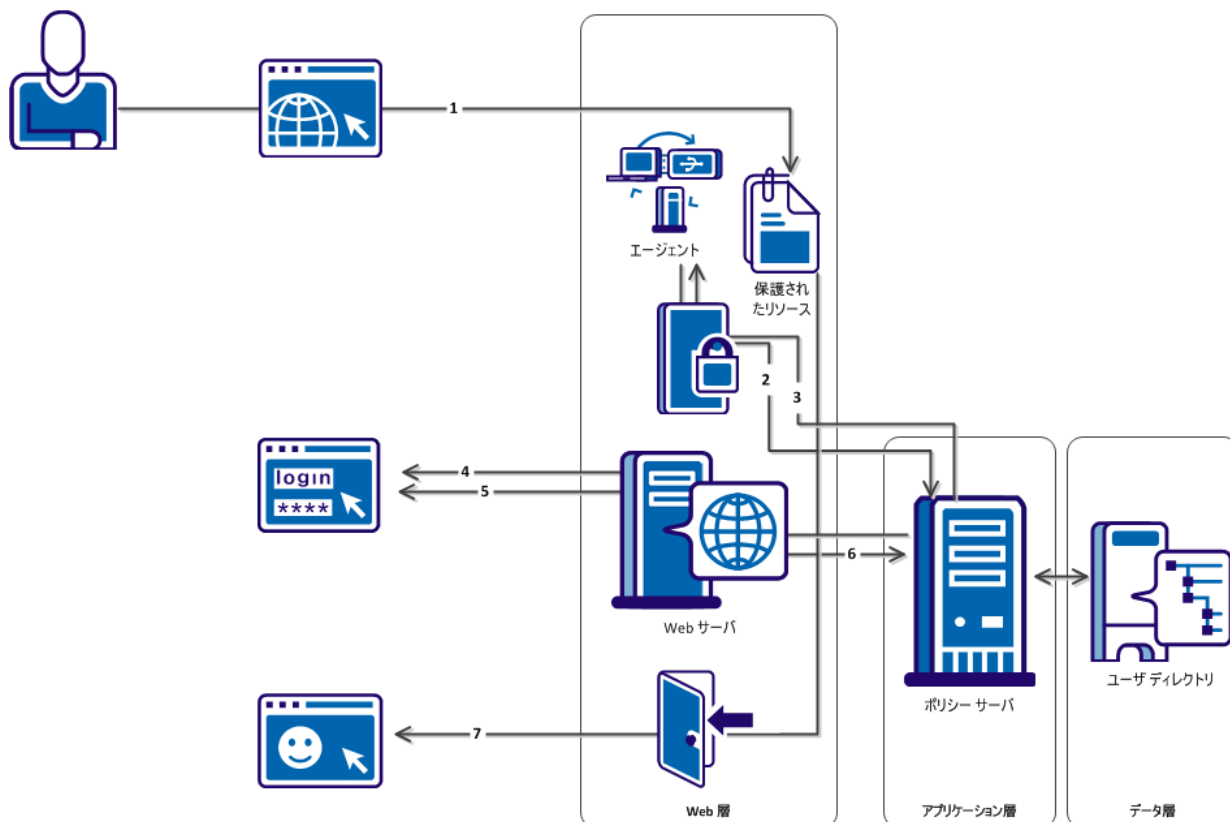 1
エージェント
保護され
たリソース
2
3
4
5
login
****
6
Web サーバ
ポリシー サーバ
ユーザ ディレクトリ
7
Web 層
アプリケーション層
データ層